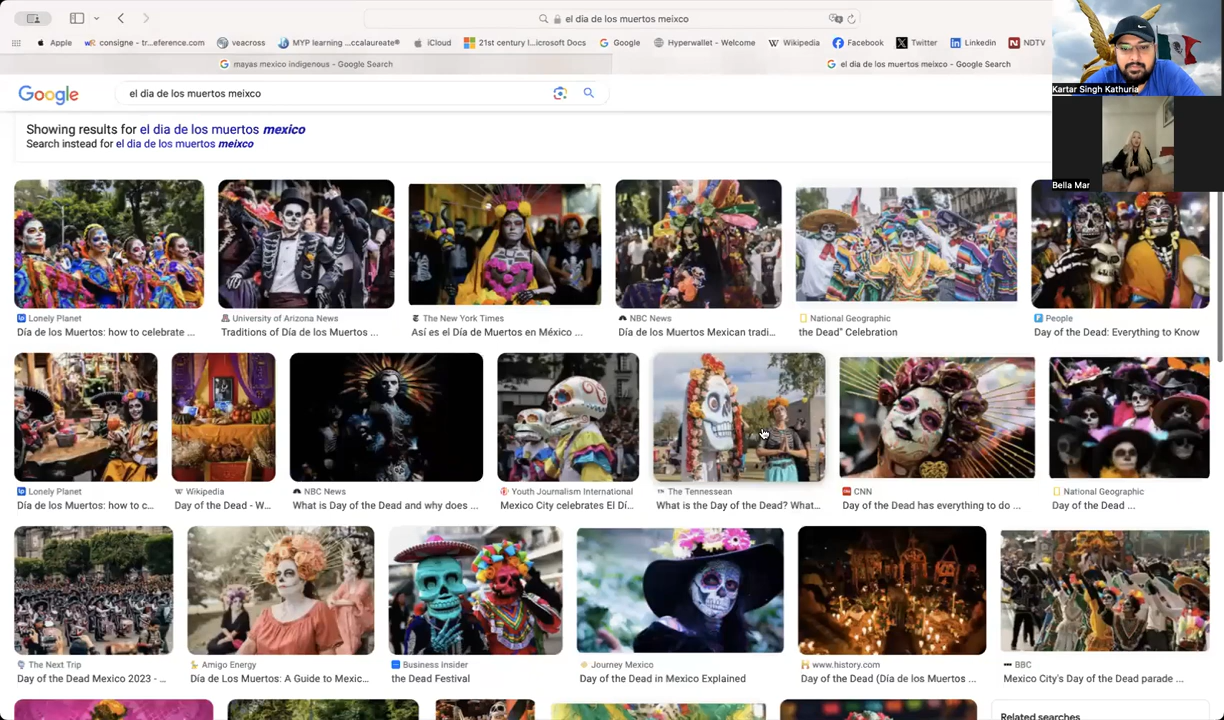 el dia de los muertos meixco
Apple
consigne - tr...eference.com
veacross
MYP learning ...ccalaureate®
iCloud
21st century l...icrosoft Docs
Google
Hyperwallet - Welcome
Wikipedia
Facebook
Twitter
Linkedin
NDTV
mayas mexico indigenous - Google Search
el dia de los muertos meixco - Google Search
Google
el dia de los muertos meixco
Kartar Singh Kathuria
Bella Mar
Showing results for el dia de los muertos mexico
Search instead for el dia de los muertos meixco
Lonely Planet
Día de los Muertos: how to celebrate ...
University of Arizona News
Traditions of Día de los Muertos ...
The New York Times
Así es el Día de Muertos en México ...
NBC News
Día de los Muertos Mexican tradi...
National Geographic
the Dead" Celebration
People
Day of the Dead: Everything to Know
Lonely Planet
Día de los Muertos: how to c...
Wikipedia
Day of the Dead - W...
NBC News
What is Day of the Dead and why does ...
Youth Journalism International
Mexico City celebrates El Dí...
The Tennessean
What is the Day of the Dead? What...
CNN
Day of the Dead has everything to do ...
National Geographic
Day of the Dead ...
The Next Trip
Day of the Dead Mexico 2023 - ...
Amigo Energy
Día de Los Muertos: A Guide to Mexic...
Business Insider
the Dead Festival
Journey Mexico
Day of the Dead in Mexico Explained
www.history.com
Day of the Dead (Día de los Muertos ...
BBC
Mexico City's Day of the Dead parade ...
Related searches